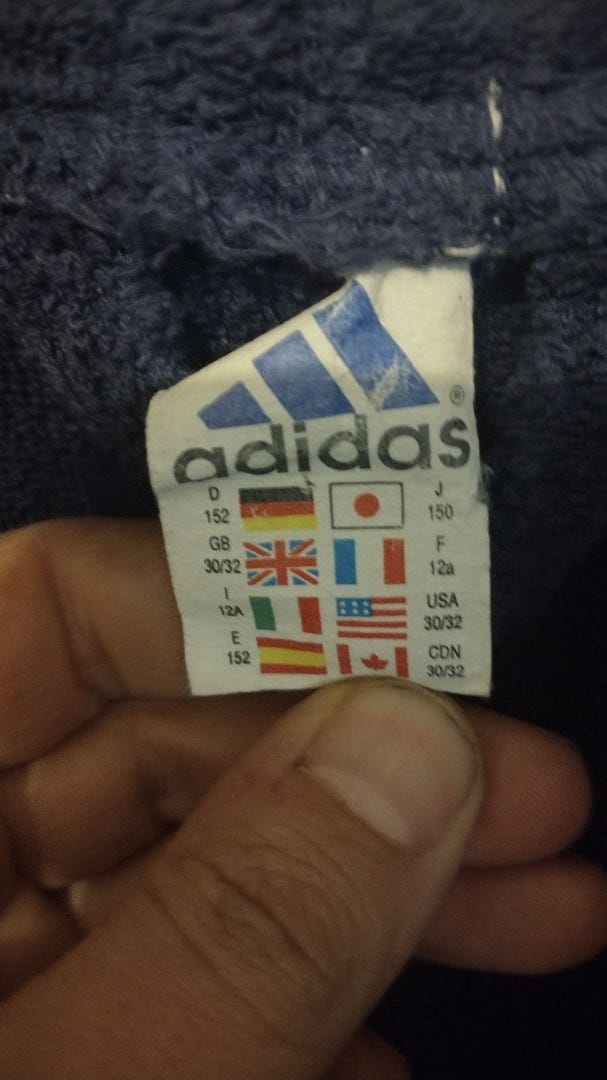 adidas®
D 152 J 150
GB 30/32 F 12a
I 12A USA 30/32
E 152 CDN 30/32